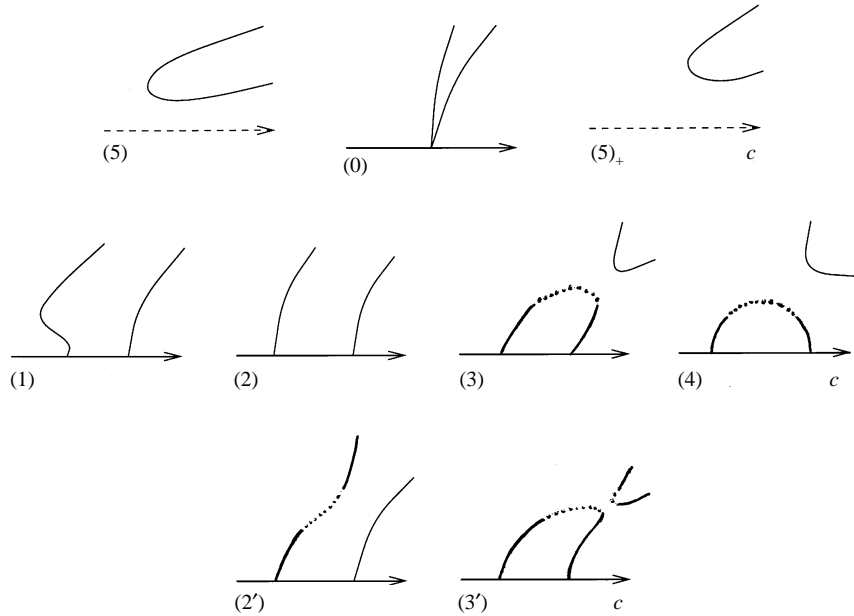 (5) (0) (5)+ c
(1) (2) (3) (4) c
(2′) (3′) c